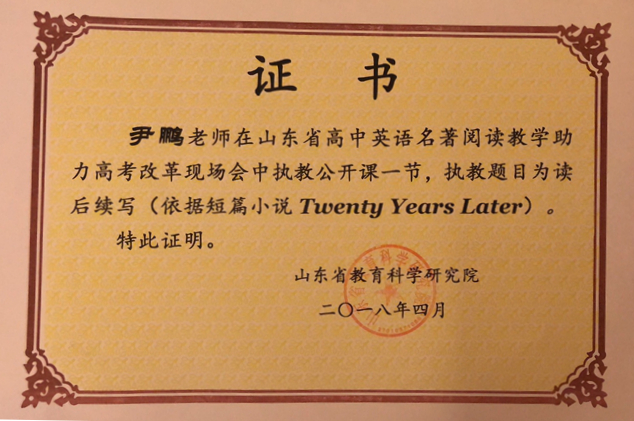 证 书
尹鹏老师在山东省高中英语名著阅读教学助
力高考改革现场会中执教公开课一节，执教题目为读
后续写（依据短篇小说 Twenty Years Later）。
特此证明。
山东省教育科学研究院
二〇一八年四月